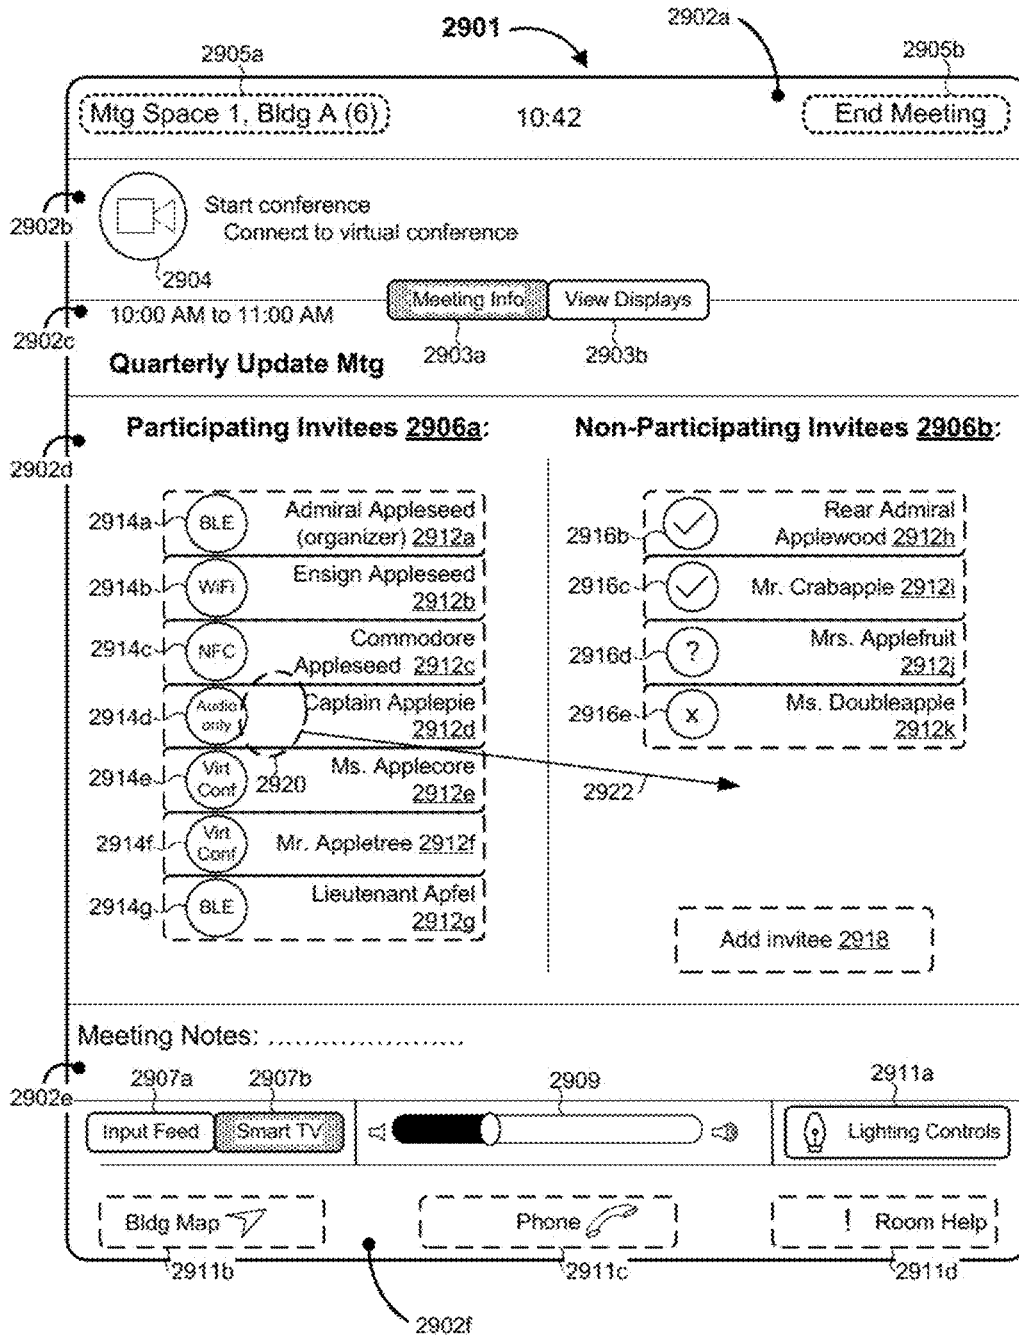 2901
2902a
2905a
2905b
Mtg Space 1, Bldg A (6)
10:42
End Meeting
2902b
Start conference
Connect to virtual conference
2904
Meeting Info
View Displays
10:00 AM to 11:00 AM
2902c
2903a
2903b
Quarterly Update Mtg
2902d
Participating Invitees 2906a:
Non-Participating Invitees 2906b:
2914a
BLE
Admiral Appleseed
(organizer) 2912a
2914b
WiFi
Ensign Appleseed
2912b
2914c
NFC
Commodore
Appleseed 2912c
2914d
Audio
only
Captain Applepie
2912d
2920
2914e
Virt
Conf
Ms. Applecore
2912e
2914f
Virt
Conf
Mr. Appletree 2912f
2914g
BLE
Lieutenant Apfel
2912g
2916b
Rear Admiral
Applewood 2912h
2916c
Mr. Crabapple 2912i
2916d
?
Mrs. Applefruit
2912j
2916e
x
Ms. Doubleapple
2912k
2922
Add invitee 2918
Meeting Notes: ......................
2902e
2907a
2907b
2909
2911a
Input Feed
Smart TV
Lighting Controls
Bldg Map
Phone
! Room Help
2911b
2911c
2911d
2902f